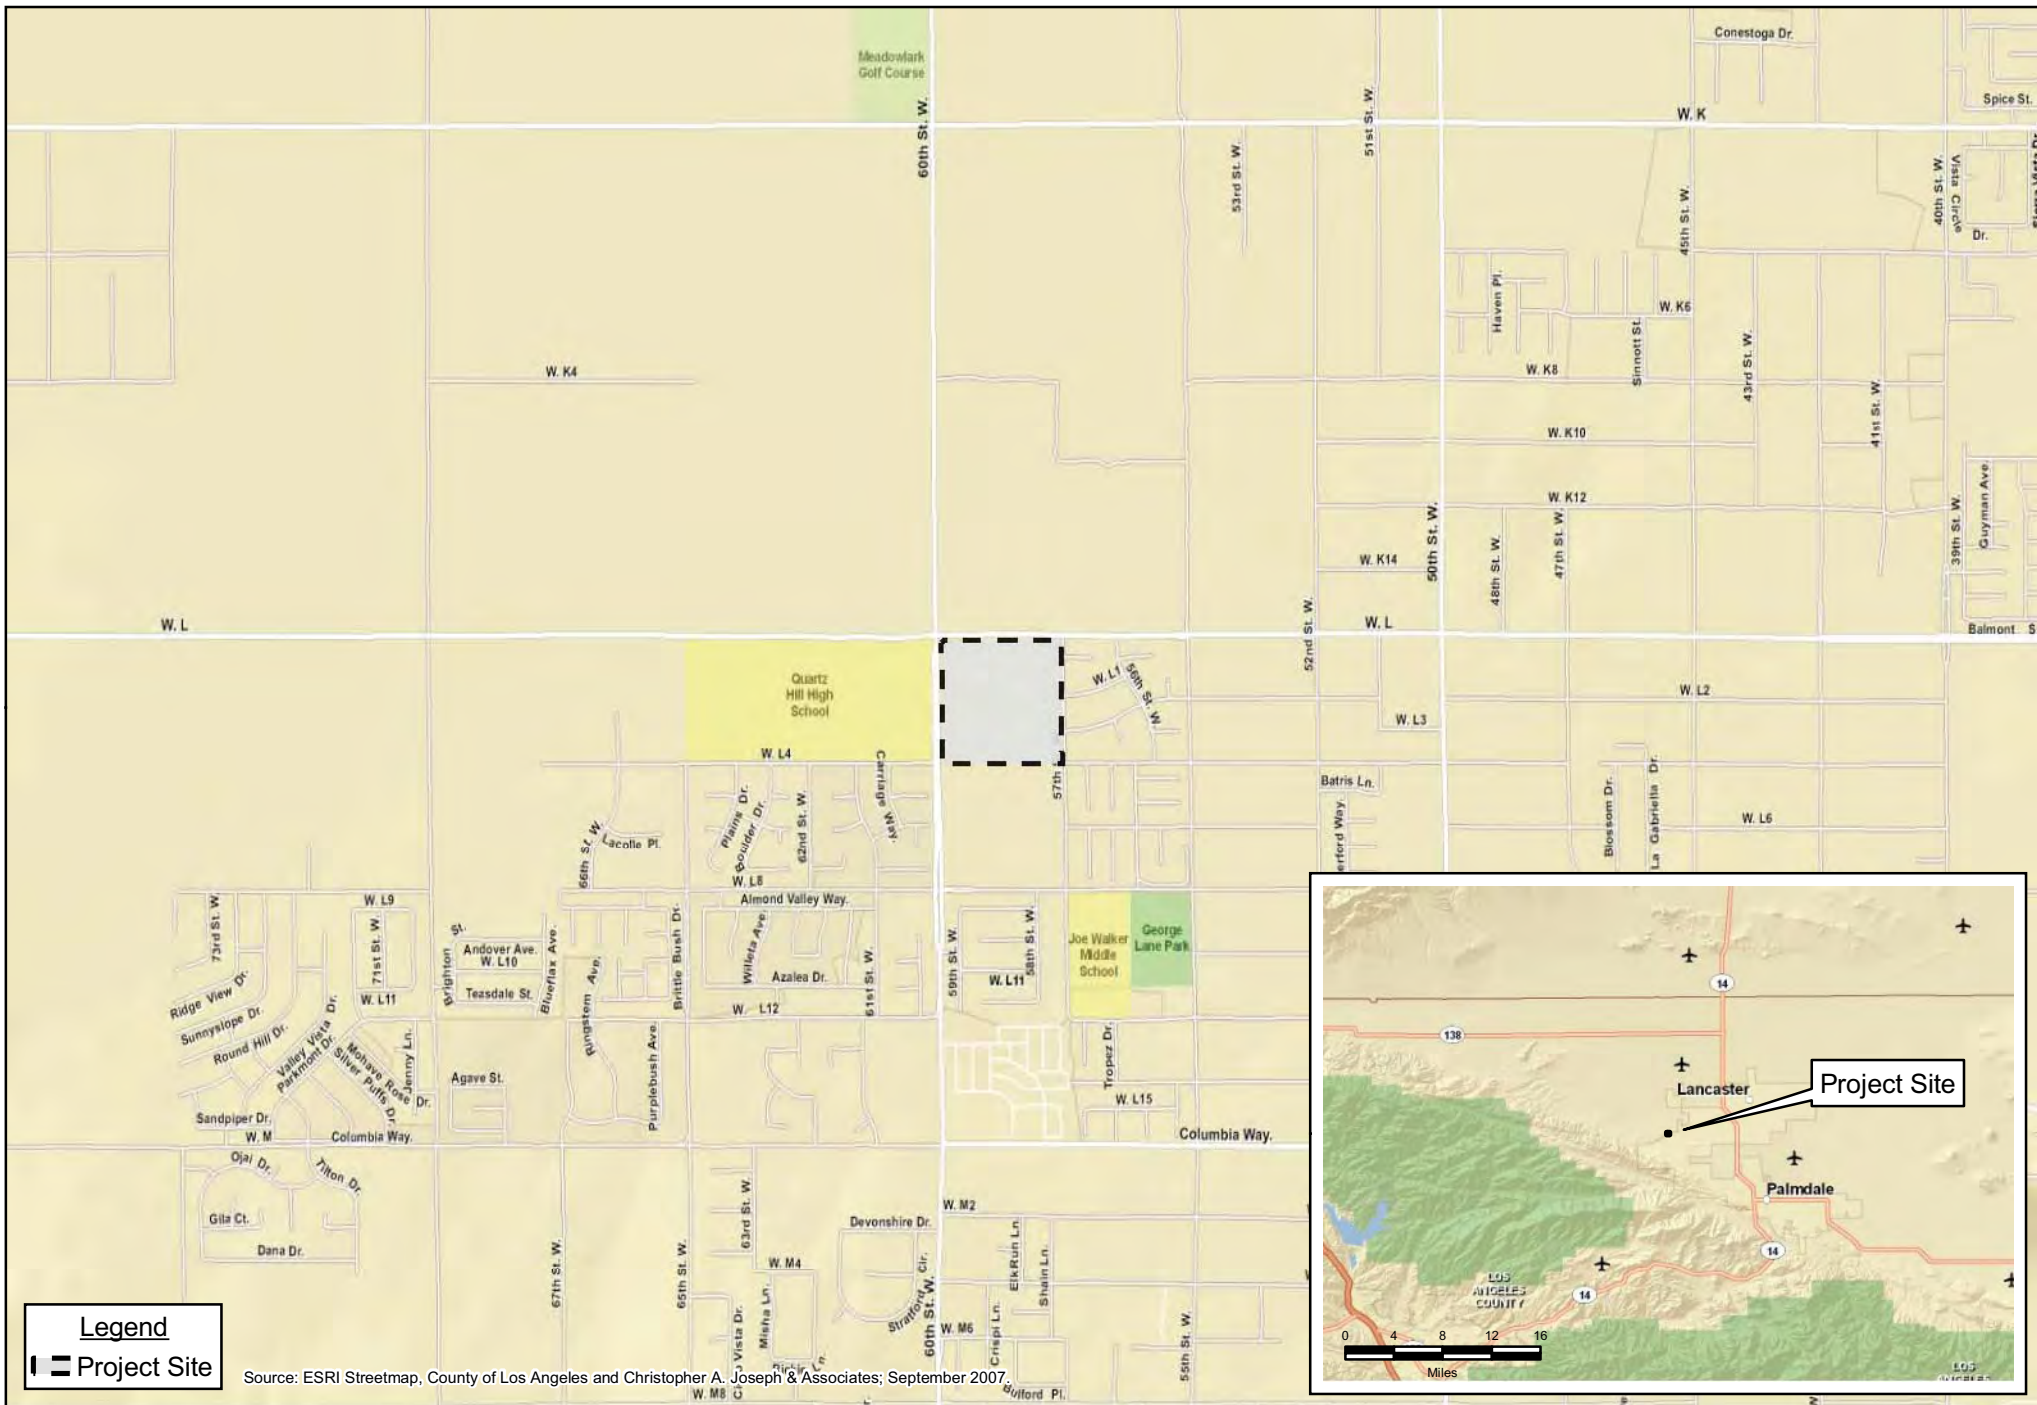 Conestoga Dr.
Meadowlark
Golf Course
Spice St.
W. K
60th St. W.
51st St. W.
53rd St. W.
45th St. W.
40th St. W.
Vista Circle
Dr.
Haven Pl.
W. K6
Sinnott St.
43rd St. W.
W. K4
W. K8
41st St. W.
W. K10
W. K12
Guyman Ave.
39th St. W.
50th St. W.
48th St. W.
47th St. W.
W. K14
52nd St. W.
W. L
W. L
Balmont S
Quartz
Hill High
School
W. L1
56th St. W.
W. L2
W. L3
W. L4
Carriage Way.
57th
Batris Ln.
erford Way.
Blossom Dr.
La Gabriella Dr.
W. L6
Plains Dr.
Boulder Dr.
62nd St. W.
66th St. W.
Lacolle Pl.
W. L8
Almond Valley Way.
W. L9
73rd St. W.
71st St. W.
Brighton
St.
Andover Ave.
W. L10
Teasdale St.
Blueflax Ave.
Ringstem Ave.
Brittle Bush Dr.
Willeta Ave.
Azalea Dr.
61st St. W.
59th St. W.
58th St. W.
W. L11
Joe Walker
Middle
School
George
Lane Park
Ridge View Dr.
Sunnyslope Dr.
Round Hill Dr.
Valley Vista Dr.
Parkmont Dr.
W. L11
Mohave Rose Dr.
Silver Puffs Dr.
Jenny Ln.
W. L12
Purplebush Ave.
Agave St.
Tropez Dr.
W. L15
Sandpiper Dr.
W. M
Columbia Way.
Columbia Way.
Ojai Dr.
Tilton Dr.
Gila Ct.
Dana Dr.
67th St. W.
65th St. W.
63rd St. W.
W. M4
Misha Ln.
Vista Dr.
Devonshire Dr.
Stratford Cir.
60th St. W.
W. M2
ElkRun Ln.
Shain Ln.
W. M6
Crispi Ln.
55th St. W.
Ln.
W. M8
Bulford Pl.
Legend
Project Site
Source: ESRI Streetmap, County of Los Angeles and Christopher A. Joseph & Associates; September 2007.
14
138
Lancaster
Project Site
Palmdale
14
14
LOS
ANGELES
COUNTY
0 4 8 12 16
Miles
LOS
ANGELES